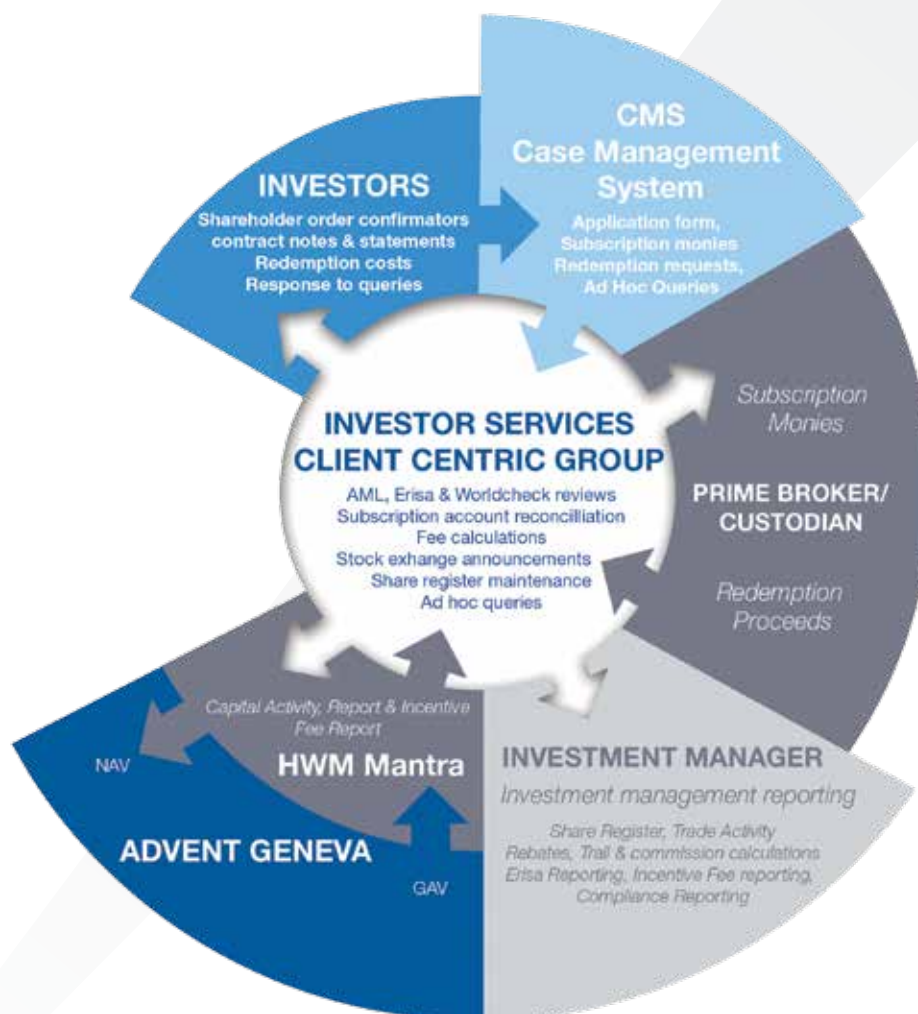 CMS
Case Management
System
Application form,
Subscription monies
Redemption requests,
Ad Hoc Queries
INVESTORS
Shareholder order confirmators
contract notes & statements
Redemption costs
Response to queries
Subscription
Monies
PRIME BROKER/
CUSTODIAN
Redemption
Proceeds
INVESTOR SERVICES
CLIENT CENTRIC GROUP
AML, Erisa & Worldcheck reviews
Subscription account reconcilliation
Fee calculations
Stock exhange announcements
Share register maintenance
Ad hoc queries
Capital Activity, Report & Incentive
Fee Report
HWM Mantra
NAV
ADVENT GENEVA
GAV
INVESTMENT MANAGER
Investment management reporting
Share Register, Trade Activity
Rebates, Trail & commission calculations
Erisa Reporting, Incentive Fee reporting,
Compliance Reporting